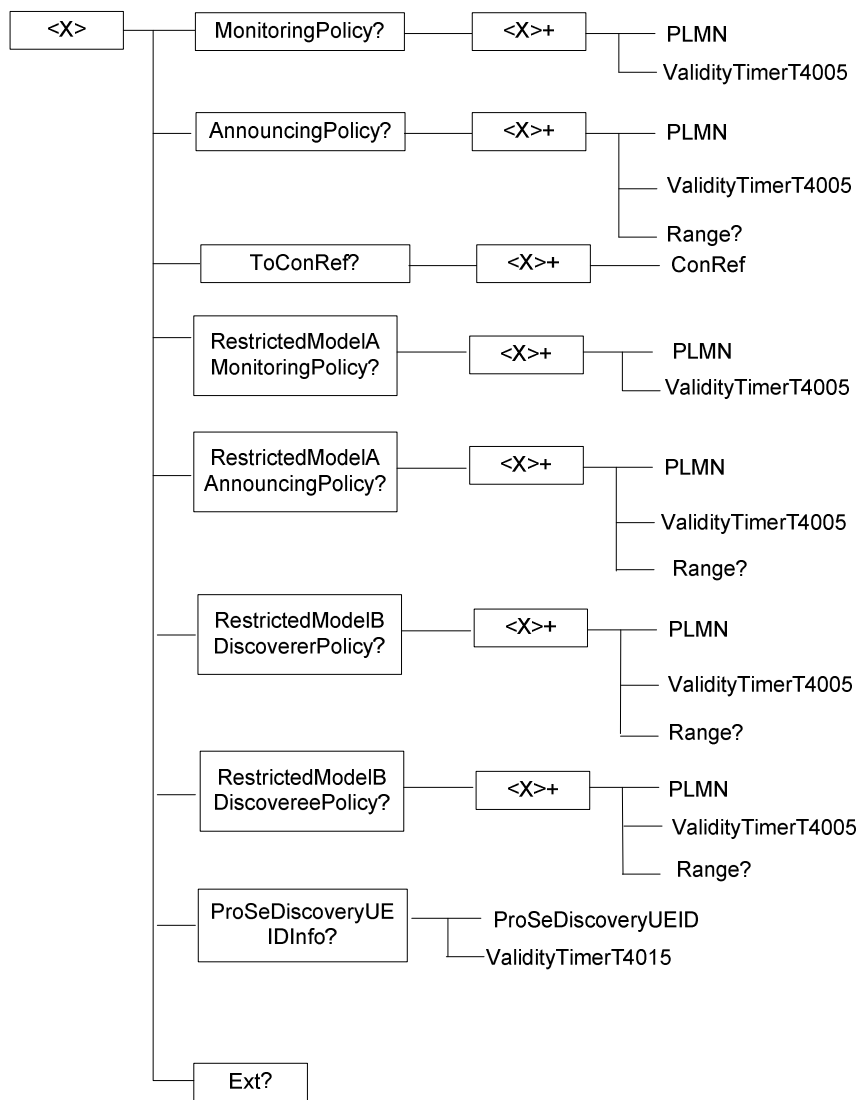 <X>
MonitoringPolicy?
<X>+
PLMN
ValidityTimerT4005
AnnouncingPolicy?
<X>+
PLMN
ValidityTimerT4005
Range?
ToConRef?
<X>+
ConRef
RestrictedModelA
MonitoringPolicy?
<X>+
PLMN
ValidityTimerT4005
RestrictedModelA
AnnouncingPolicy?
<X>+
PLMN
ValidityTimerT4005
Range?
RestrictedModelB
DiscovererPolicy?
<X>+
PLMN
ValidityTimerT4005
Range?
RestrictedModelB
DiscovereePolicy?
<X>+
PLMN
ValidityTimerT4005
Range?
ProSeDiscoveryUE
IDInfo?
ProSeDiscoveryUEID
ValidityTimerT4015
Ext?